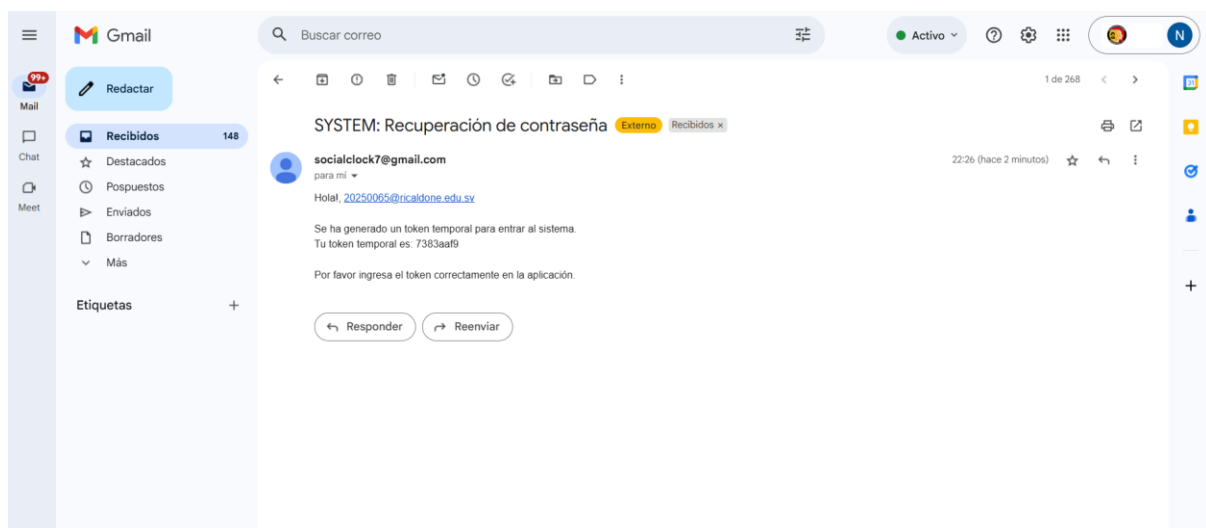 Gmail
Buscar correo
Activo
N
99+
Mail
Chat
Meet
Redactar
Recibidos 148
Destacados
Pospuestos
Enviados
Borradores
Más
Etiquetas
1 de 268
SYSTEM: Recuperación de contraseña Externo Recibidos ×
socialclock7@gmail.com 22:26 (hace 2 minutos)
para mí
Holal, 20250065@ricaldone.edu.sv
Se ha generado un token temporal para entrar al sistema.
Tu token temporal es: 7383aaf9
Por favor ingresa el token correctamente en la aplicación.
Responder Reenviar
31